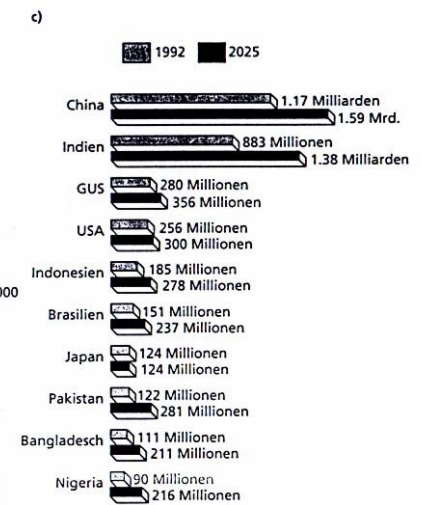 c)
1992 2025
China 1.17 Milliarden
1.59 Mrd.
Indien 883 Millionen
1.38 Milliarden
GUS 280 Millionen
356 Millionen
USA 256 Millionen
300 Millionen
Indonesien 185 Millionen
278 Millionen
000
Brasilien 151 Millionen
237 Millionen
Japan 124 Millionen
124 Millionen
Pakistan 122 Millionen
281 Millionen
Bangladesch 111 Millionen
211 Millionen
Nigeria 90 Millionen
216 Millionen